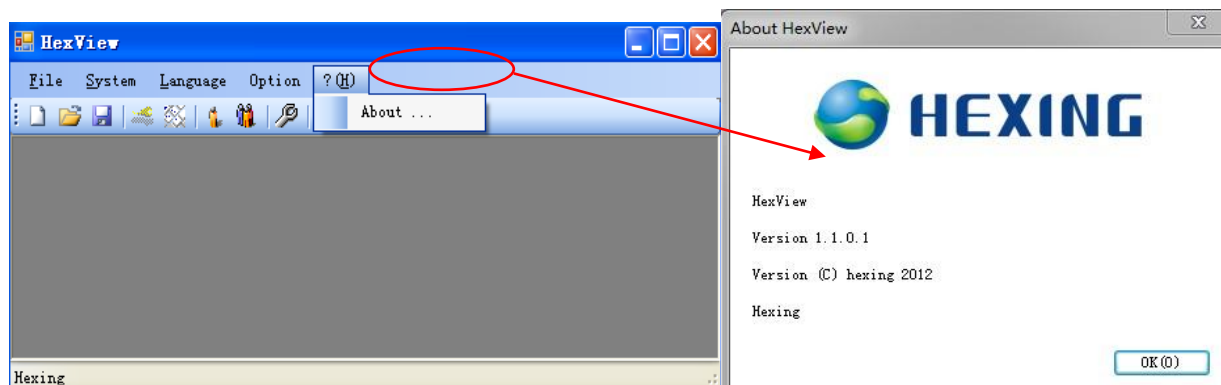 HexView
File System Language Option ?(H)
About ...
Hexing
About HexView
HEXING
HexView
Version 1.1.0.1
Version (C) hexing 2012
Hexing
OK(O)